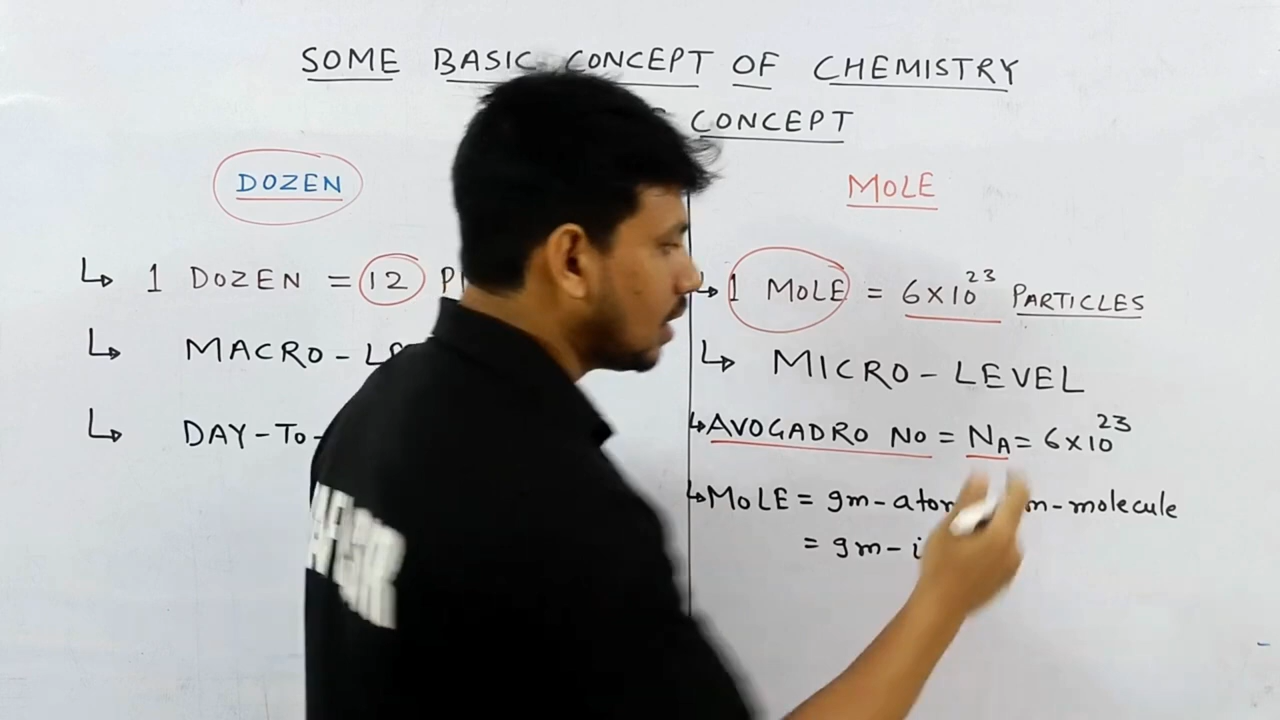 SOME BASIC CONCEPT OF CHEMISTRY
CONCEPT
DOZEN
↳ 1 DOZEN = 12
↳ MACRO-
↳ DAY-TO-
MOLE
↳ 1 MOLE = 6×10²³ PARTICLES
↳ MICRO-LEVEL
↳ AVOGADRO NO = N_A = 6×10²³
↳ MOLE = gm-atom m-molecule
= gm-i